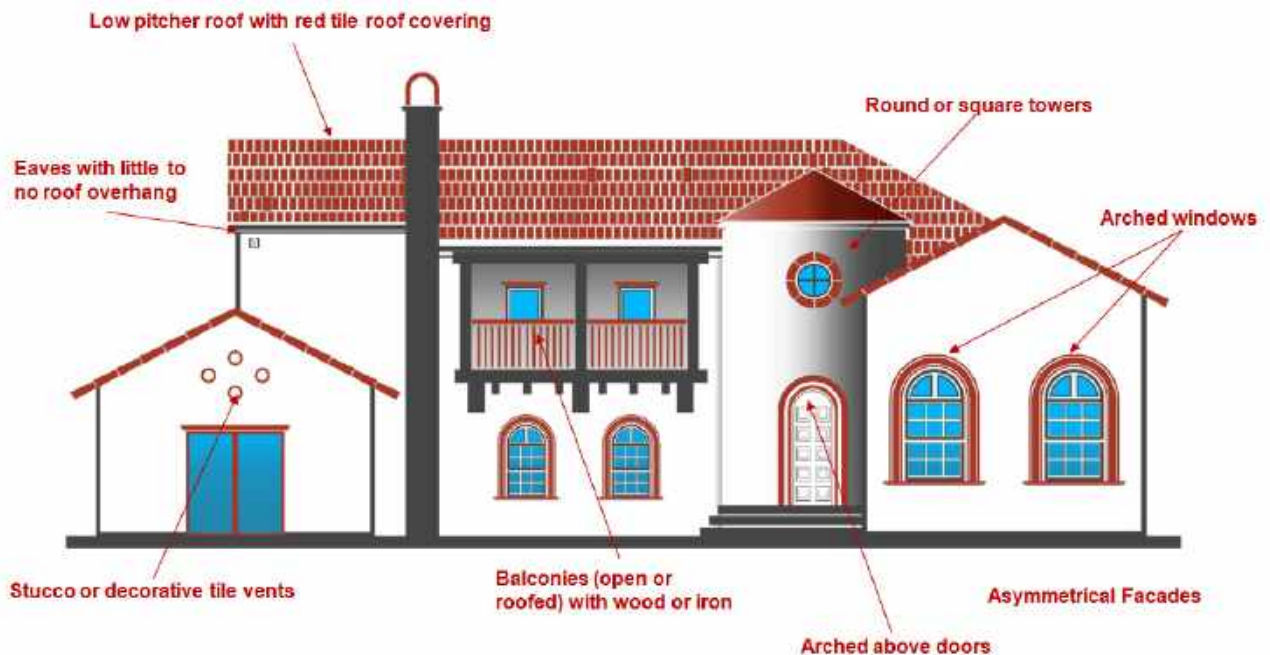 Low pitcher roof with red tile roof covering
Round or square towers
Eaves with little to
no roof overhang
Arched windows
Stucco or decorative tile vents
Balconies (open or
roofed) with wood or iron
Asymmetrical Facades
Arched above doors